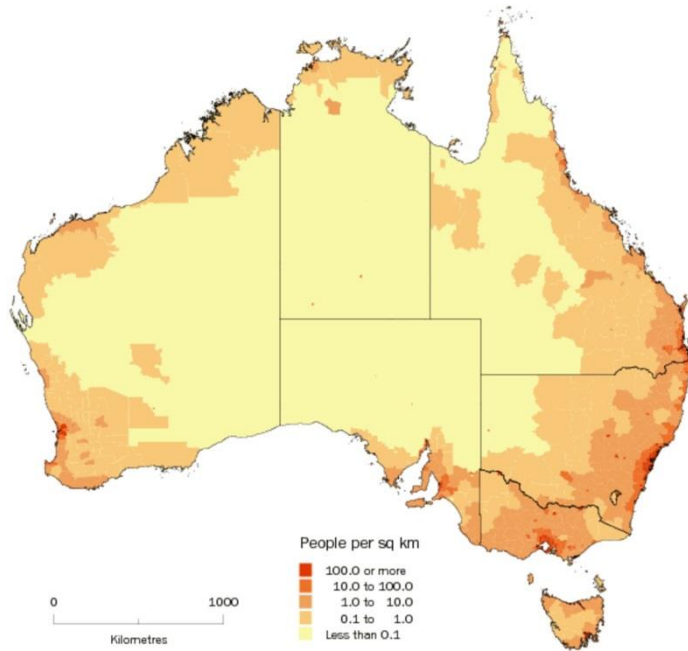 People per sq km
100.0 or more
10.0 to 100.0
1.0 to 10.0
0.1 to 1.0
Less than 0.1
0 1000
Kilometres